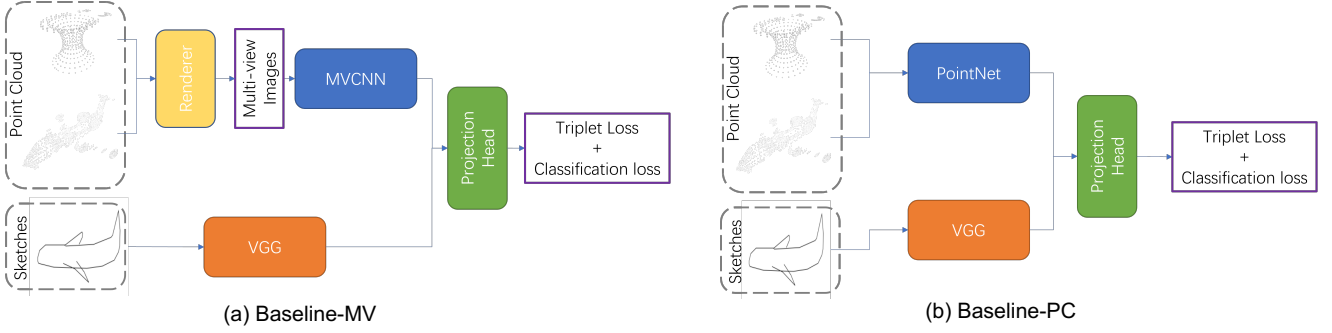 Point Cloud
Renderer
Multi-view
Images
MVCNN
Projection
Head
Triplet Loss
+
Classification loss
Sketches
VGG
(a) Baseline-MV
Point Cloud
PointNet
Projection
Head
Triplet Loss
+
Classification loss
Sketches
VGG
(b) Baseline-PC